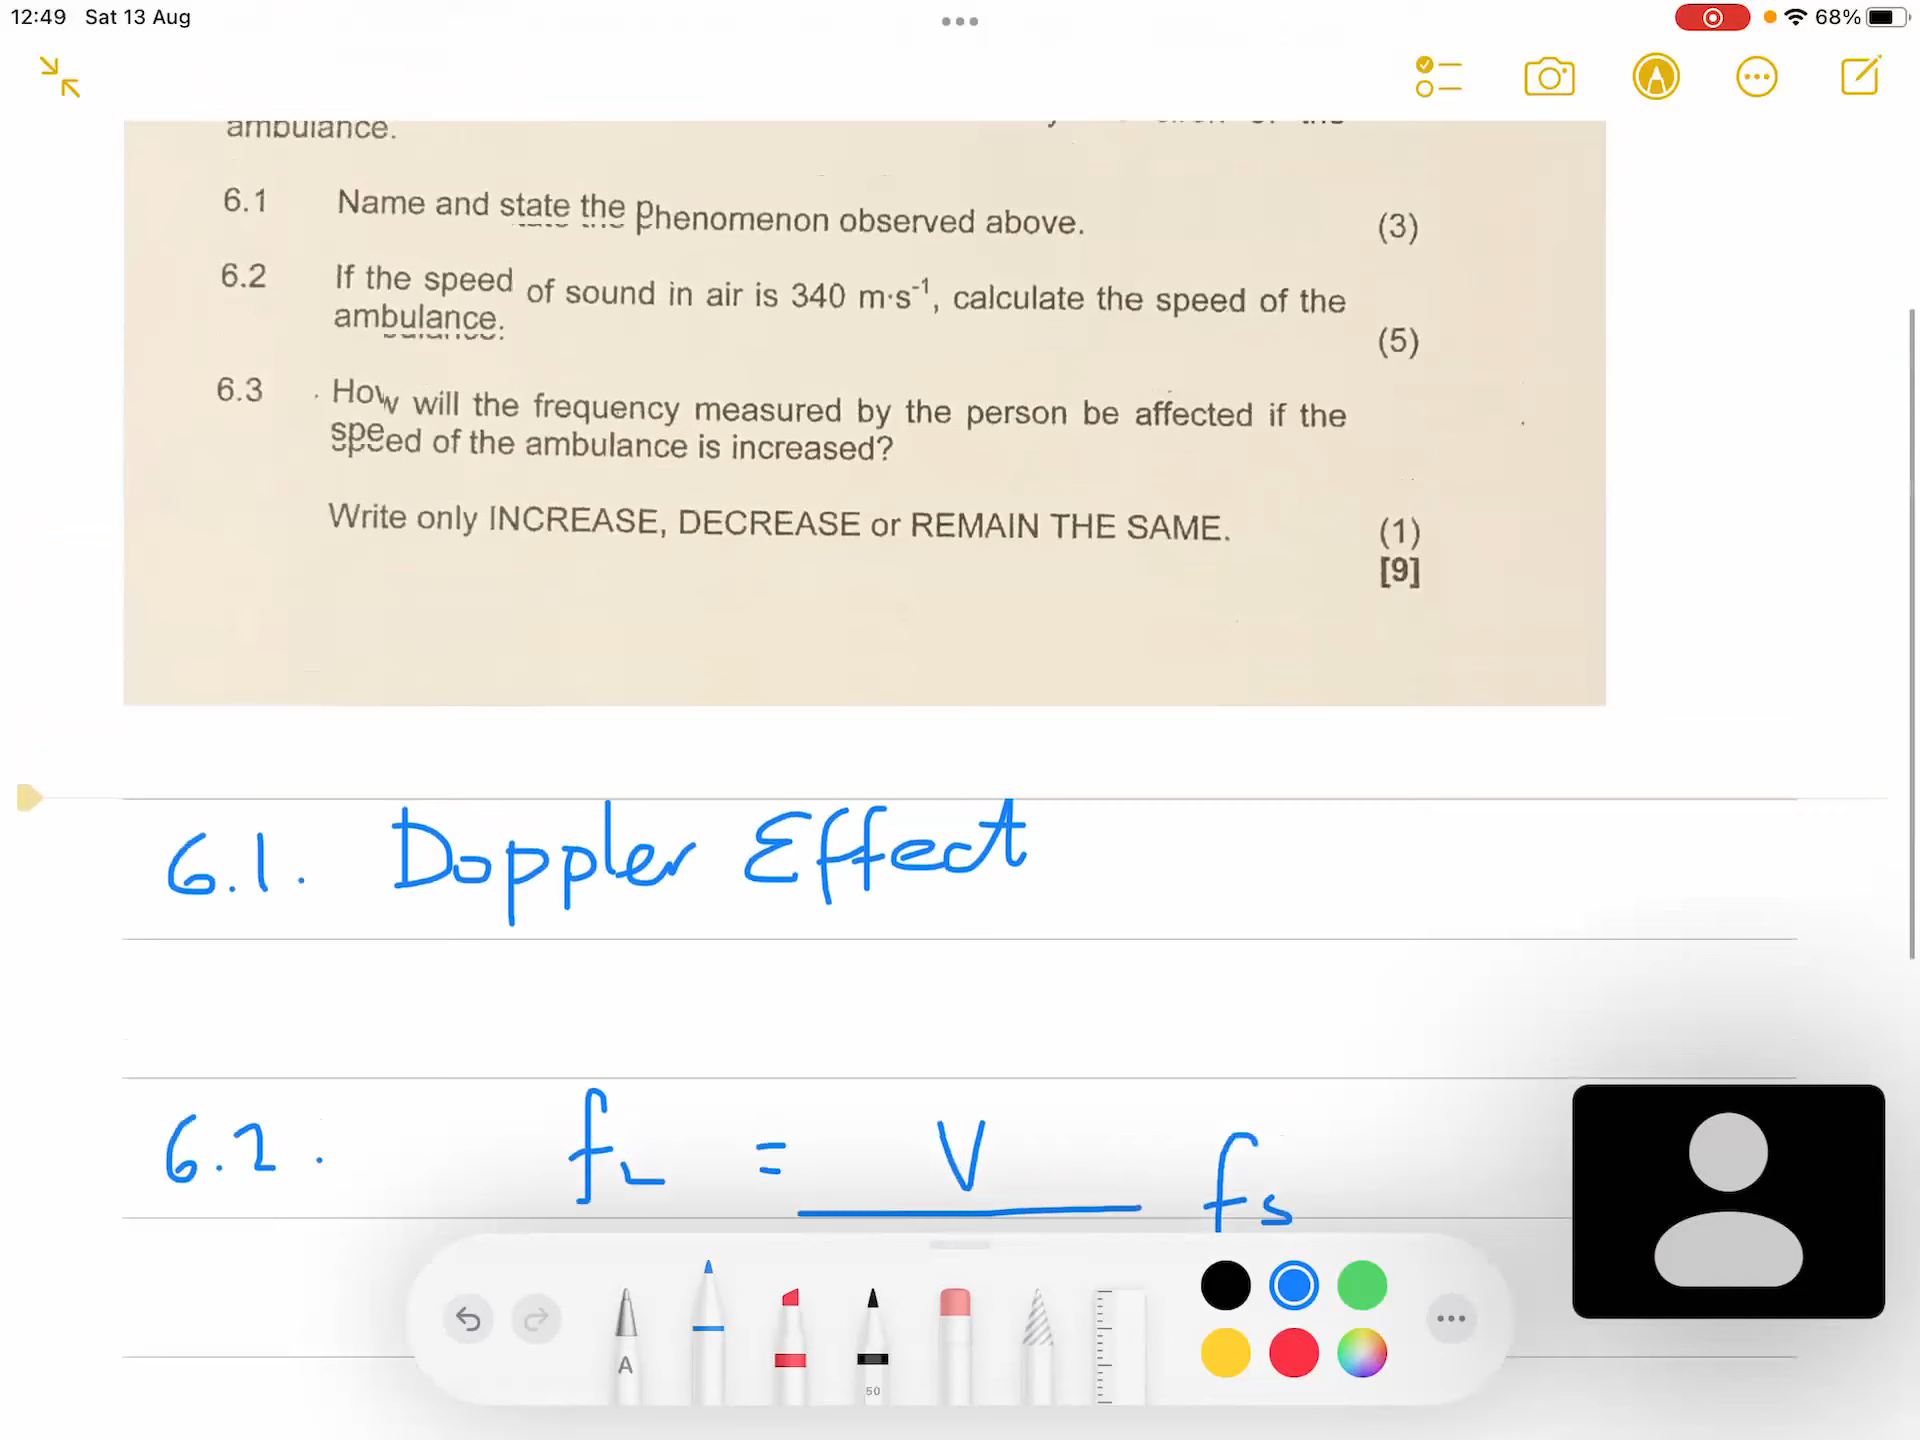 12:49 Sat 13 Aug
68%
ambulance.
6.1 Name and state the phenomenon observed above. (3)
6.2 If the speed of sound in air is 340 m·s⁻¹, calculate the speed of the
ambulance. (5)
6.3 How will the frequency measured by the person be affected if the
speed of the ambulance is increased?
Write only INCREASE, DECREASE or REMAIN THE SAME. (1)
[9]
6.1. Doppler Effect
6.2. fL = V fs
A
50